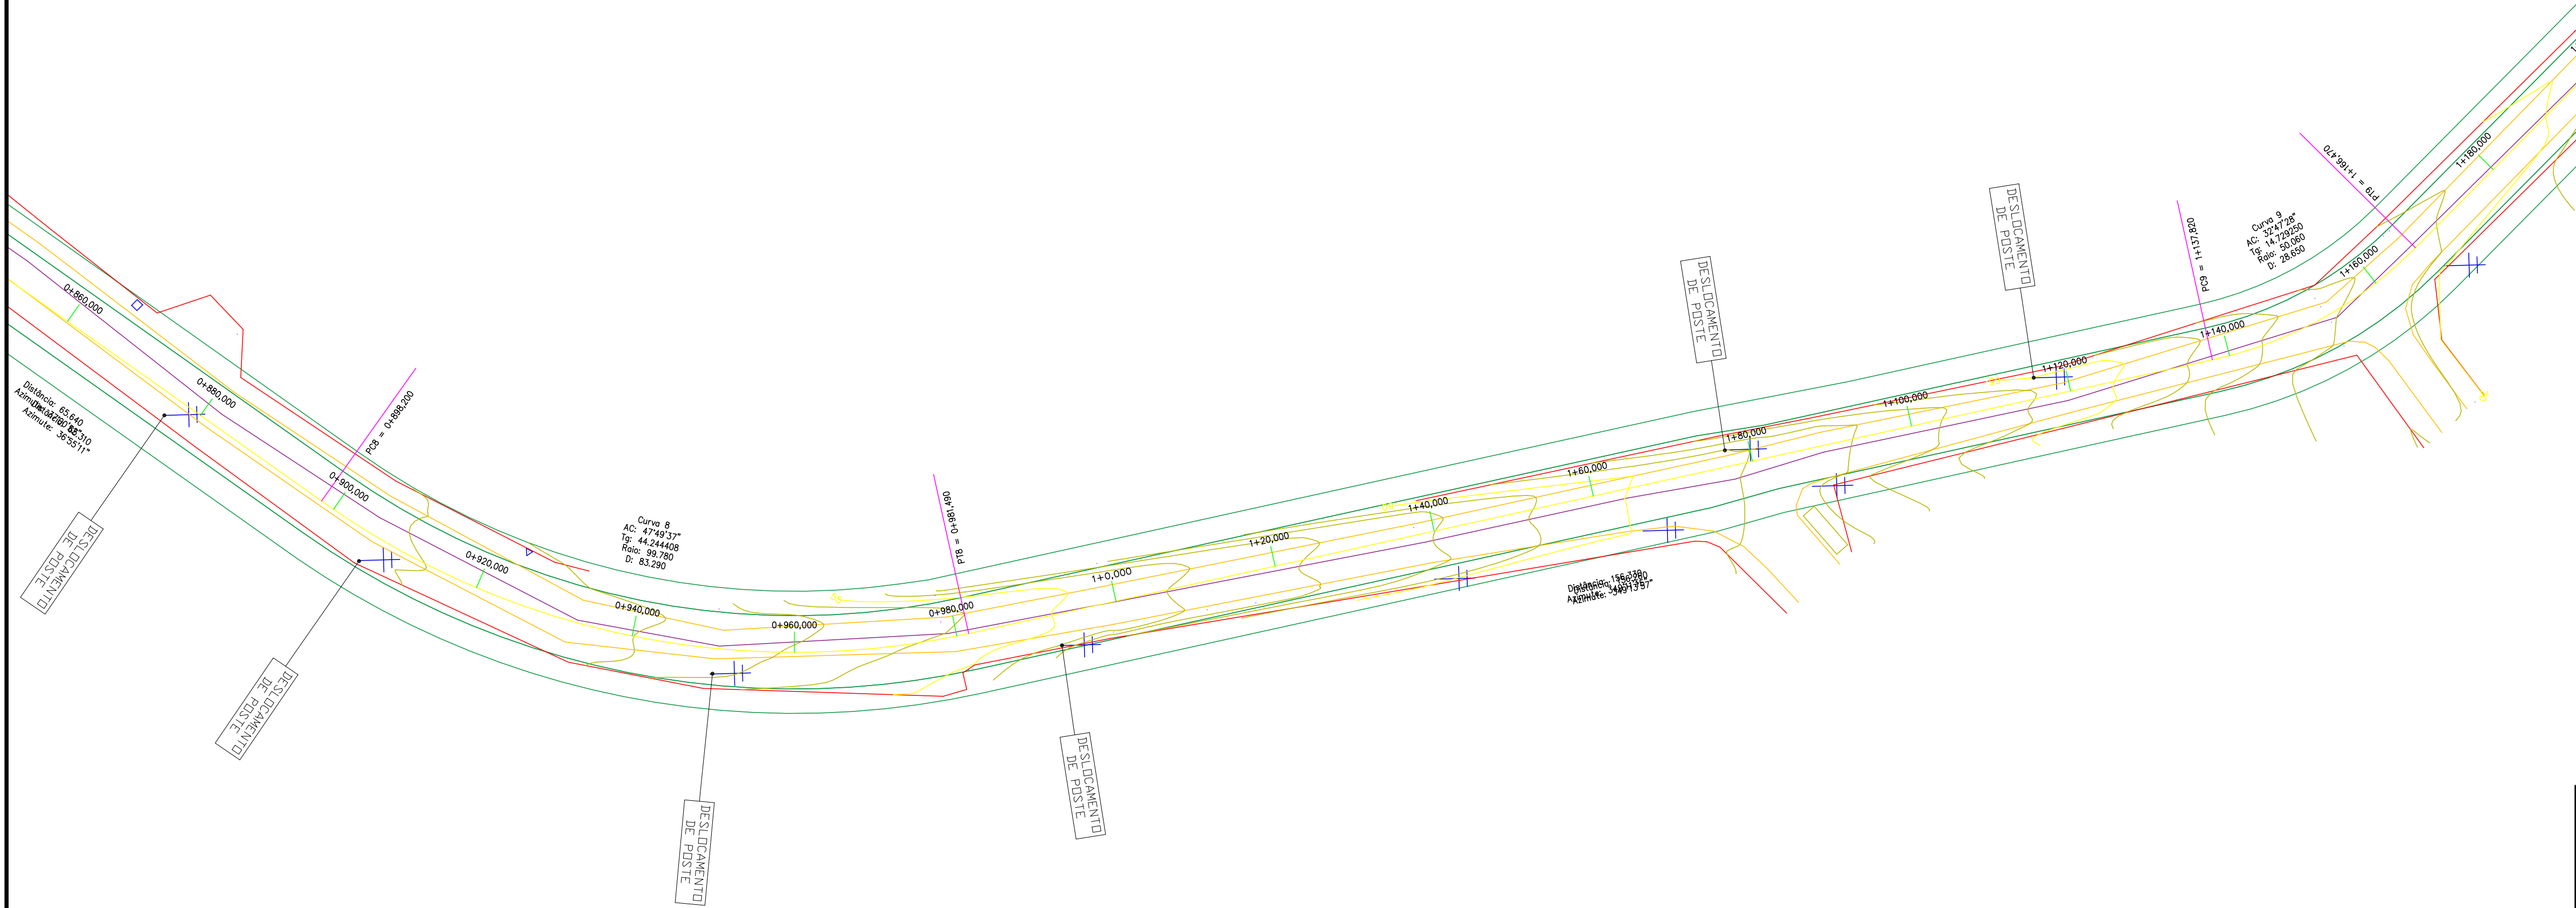 0+860,000
0+880,000
Distância: 65.640
Azimute: 36°55'11"
DESLOCAMENTO
DE POSTE
PC8 = 0+898,200
0+900,000
DESLOCAMENTO
DE POSTE
0+920,000
0+940,000
Curva 8
AC: 47°49'37"
Tg: 44.244408
Raio: 99.780
D: 83.290
0+960,000
DESLOCAMENTO
DE POSTE
0+980,000
PT8 = 0+981,490
1+0,000
DESLOCAMENTO
DE POSTE
1+20,000
1+40,000
1+60,000
Distância: 156.330
1+80,000
DESLOCAMENTO
DE POSTE
1+100,000
1+120,000
DESLOCAMENTO
DE POSTE
1+140,000
PC9 = 1+137,820
Curva 9
AC: 32°47'28"
Tg: 14.729250
Raio: 50.060
D: 28.650
1+160,000
PT9 = 1+166,470
1+180,000